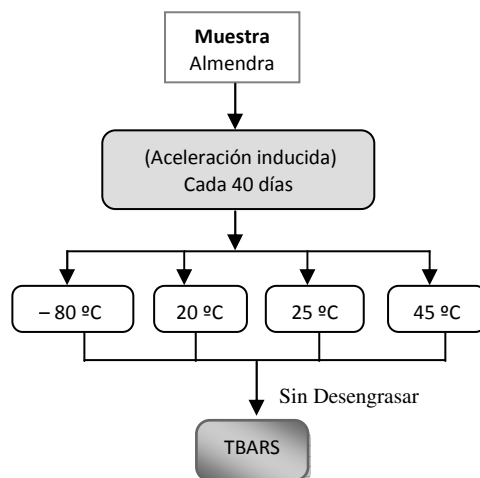 Muestra
Almendra
(Aceleración inducida)
Cada 40 días
– 80 ºC
20 ºC
25 ºC
45 ºC
Sin Desengrasar
TBARS